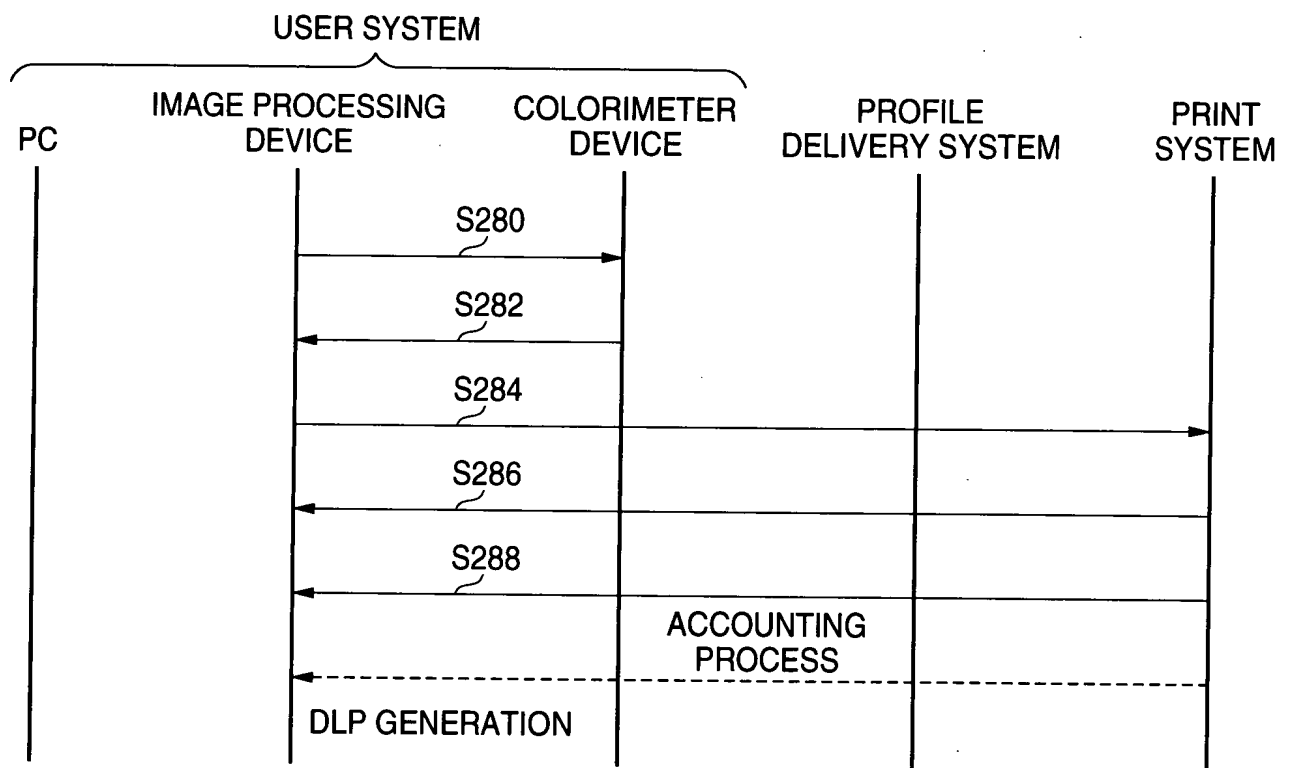 USER SYSTEM
PC
IMAGE PROCESSING
DEVICE
COLORIMETER
DEVICE
PROFILE
DELIVERY SYSTEM
PRINT
SYSTEM
S280
S282
S284
S286
S288
ACCOUNTING
PROCESS
DLP GENERATION